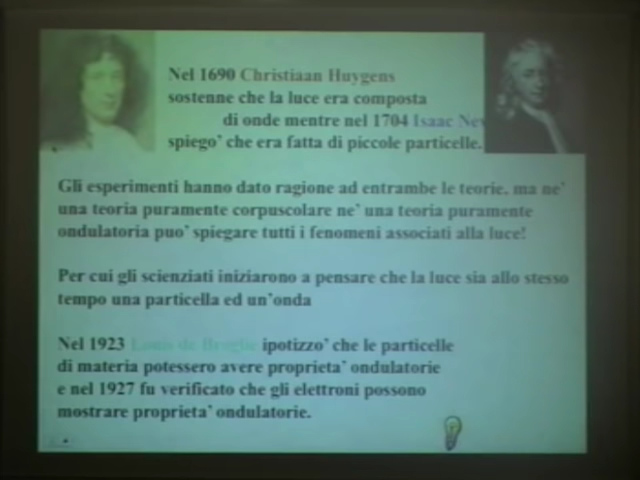 Nel 1690 Christiaan Huygens
sostenne che la luce era composta
di onde mentre nel 1704 Isaac Nev
spiego' che era fatta di piccole particelle.
Gli esperimenti hanno dato ragione ad entrambe le teorie, ma ne'
una teoria puramente corpuscolare ne' una teoria puramente
ondulatoria puo' spiegare tutti i fenomeni associati alla luce!
Per cui gli scienziati iniziarono a pensare che la luce sia allo stesso
tempo una particella ed un'onda
Nel 1923 Louis de Broglie ipotizzo' che le particelle
di materia potessero avere proprieta' ondulatorie
e nel 1927 fu verificato che gli elettroni possono
mostrare proprieta' ondulatorie.